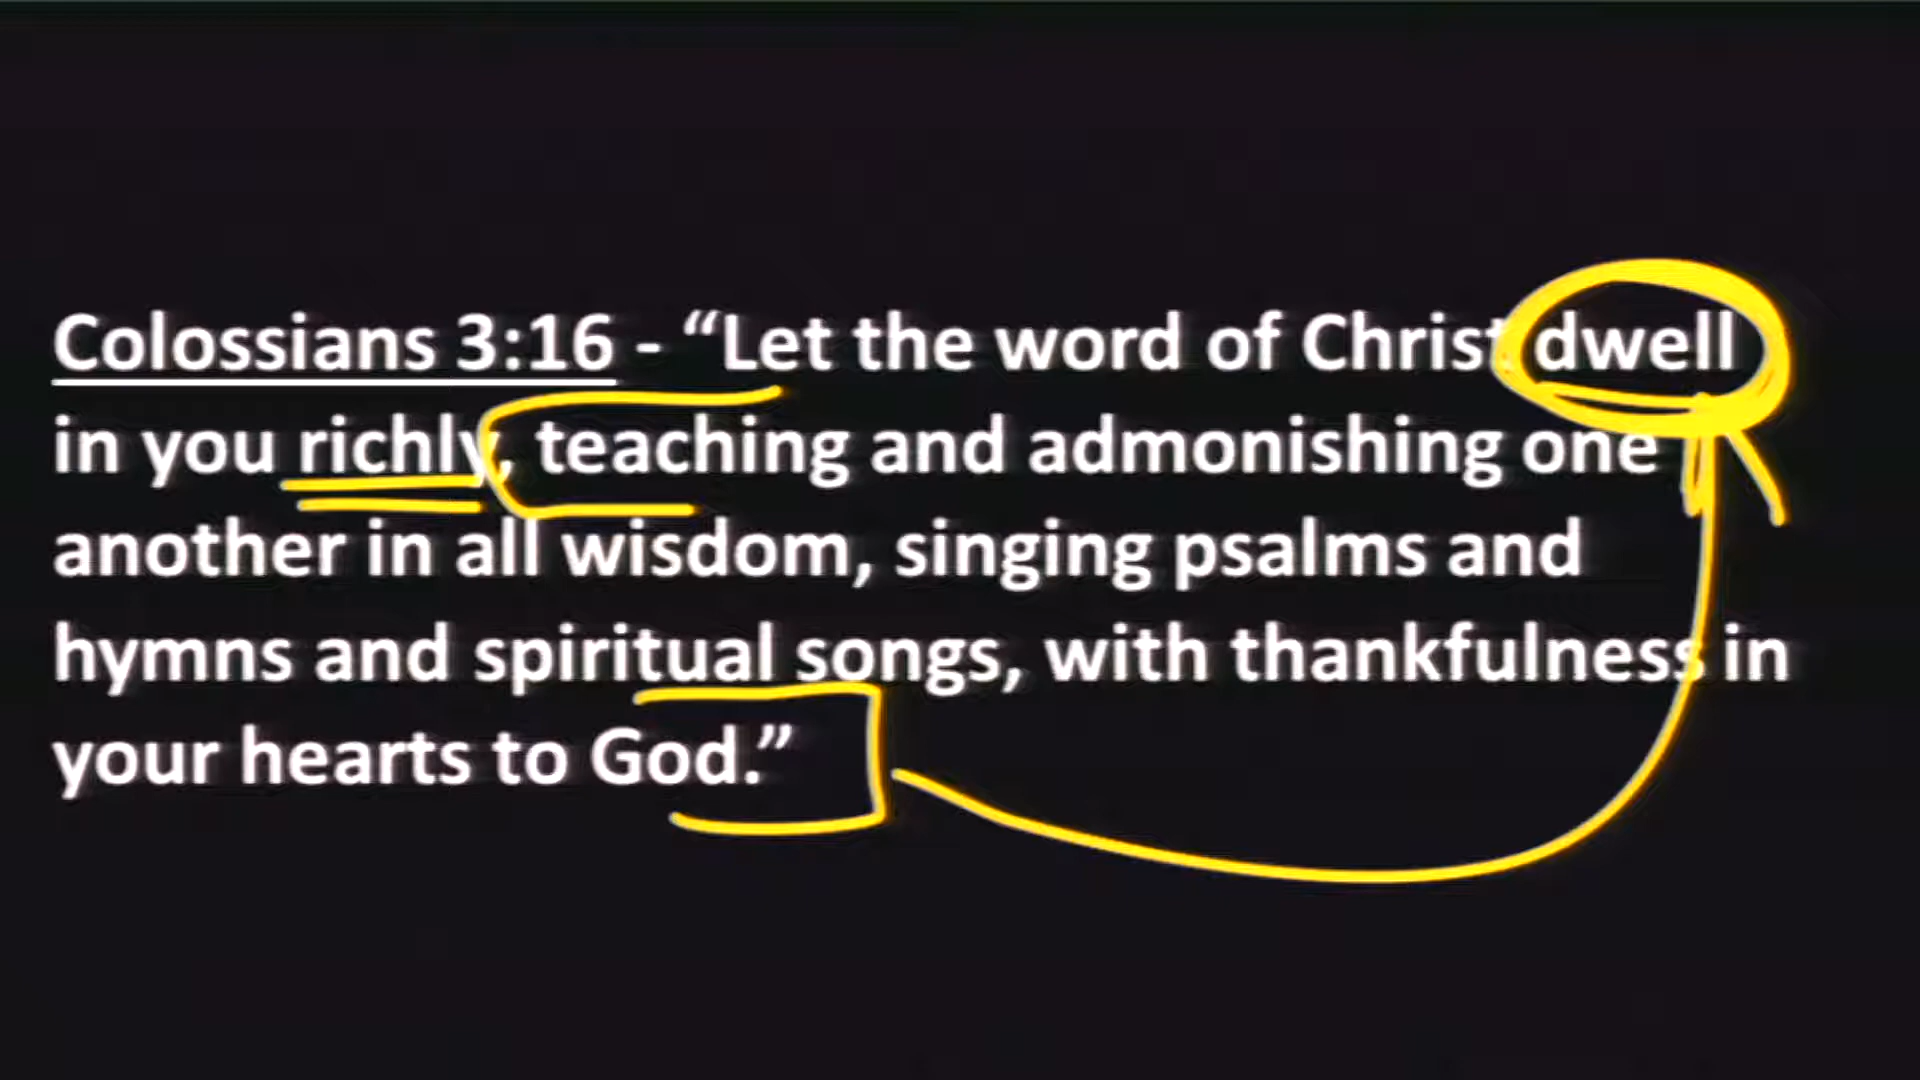 Colossians 3:16 - “Let the word of Christ dwell
in you richly, teaching and admonishing one
another in all wisdom, singing psalms and
hymns and spiritual songs, with thankfulness in
your hearts to God.”